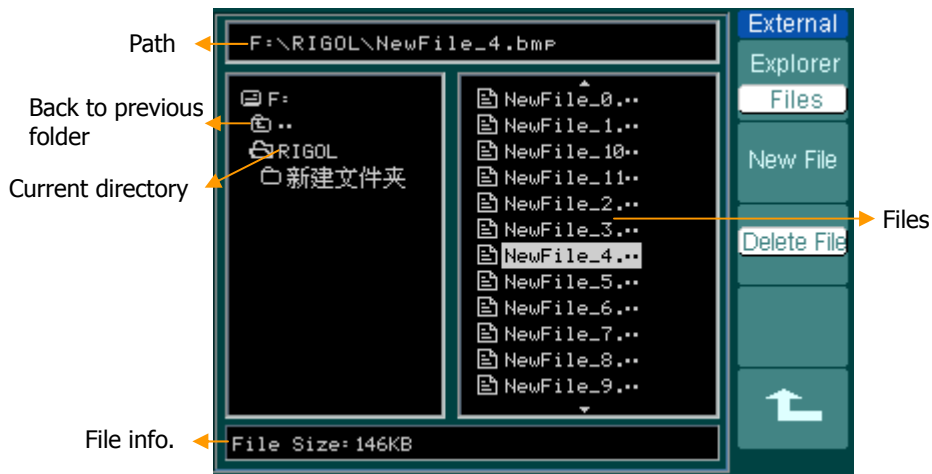 Path
Back to previous
folder
Current directory
File info.
F:\RIGOL\NewFile_4.bmp
F:
..
RIGOL
新建文件夹
NewFile_0...
NewFile_1...
NewFile_10..
NewFile_11..
NewFile_2...
NewFile_3...
NewFile_4...
NewFile_5...
NewFile_6...
NewFile_7...
NewFile_8...
NewFile_9...
File Size: 146KB
External
Explorer
Files
New File
Delete File
Files